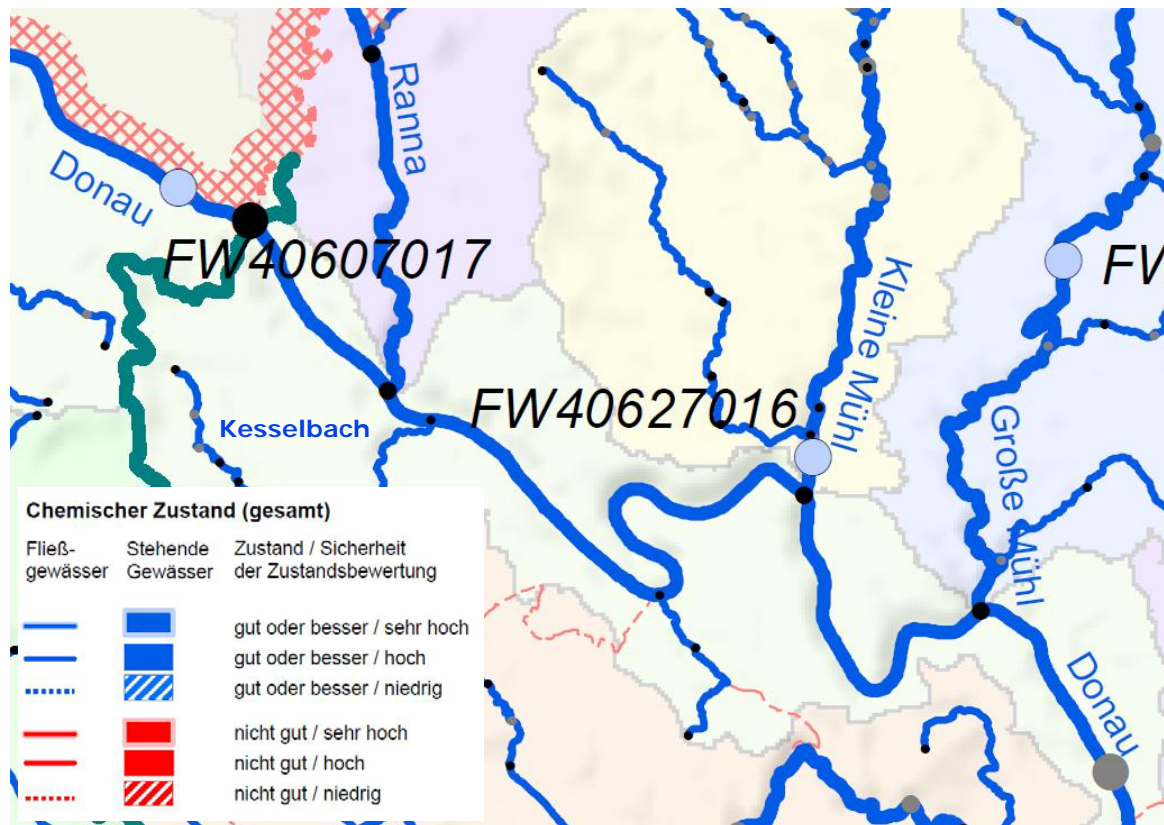 Donau
Ranna
FW40607017
Kleine Mühl
FW
FW40627016
Kesselbach
Große Mühl
Donau
Chemischer Zustand (gesamt)
Fließ-
gewässer
Stehende
Gewässer
Zustand / Sicherheit
der Zustandsbewertung
gut oder besser / sehr hoch
gut oder besser / hoch
gut oder besser / niedrig
nicht gut / sehr hoch
nicht gut / hoch
nicht gut / niedrig